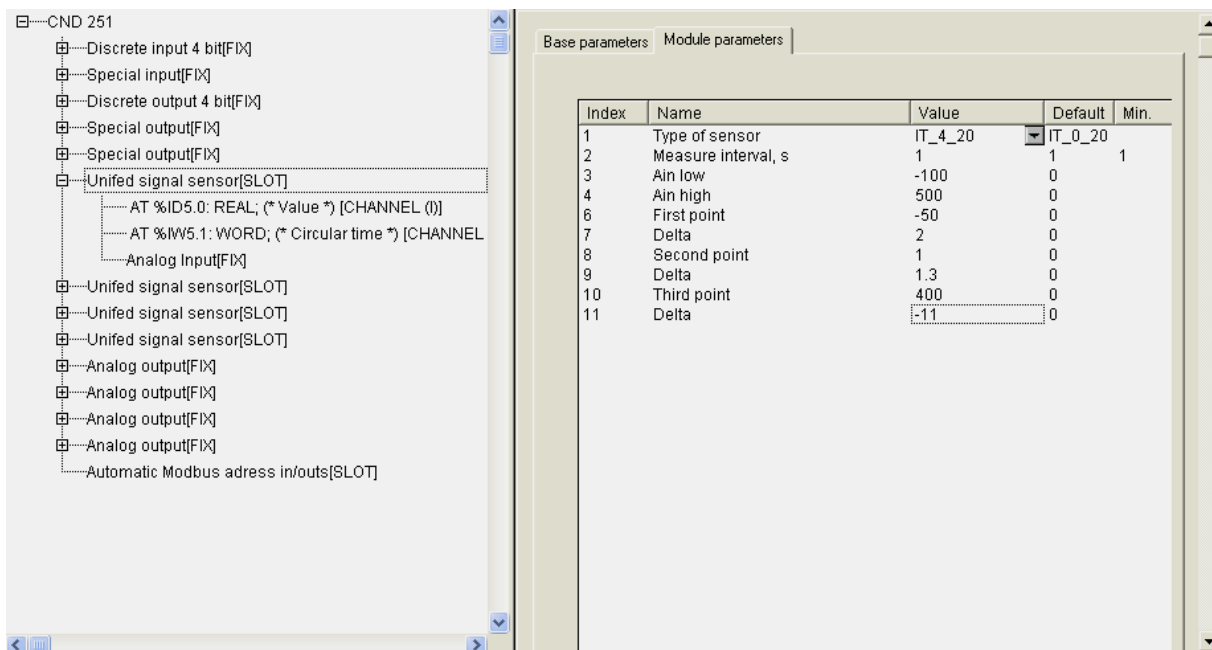 CND 251
Discrete input 4 bit[FIX]
Special input[FIX]
Discrete output 4 bit[FIX]
Special output[FIX]
Special output[FIX]
Unifed signal sensor[SLOT]
AT %ID5.0: REAL; (* Value *) [CHANNEL (I)]
AT %IW5.1: WORD; (* Circular time *) [CHANNEL
Analog Input[FIX]
Unifed signal sensor[SLOT]
Unifed signal sensor[SLOT]
Unifed signal sensor[SLOT]
Analog output[FIX]
Analog output[FIX]
Analog output[FIX]
Analog output[FIX]
Automatic Modbus adress in/outs[SLOT]
Base parameters Module parameters
Index Name Value Default Min.
1 Type of sensor IT_4_20 IT_0_20
2 Measure interval, s 1 1 1
3 Ain low -100 0
4 Ain high 500 0
6 First point -50 0
7 Delta 2 0
8 Second point 1 0
9 Delta 1.3 0
10 Third point 400 0
11 Delta -11 0